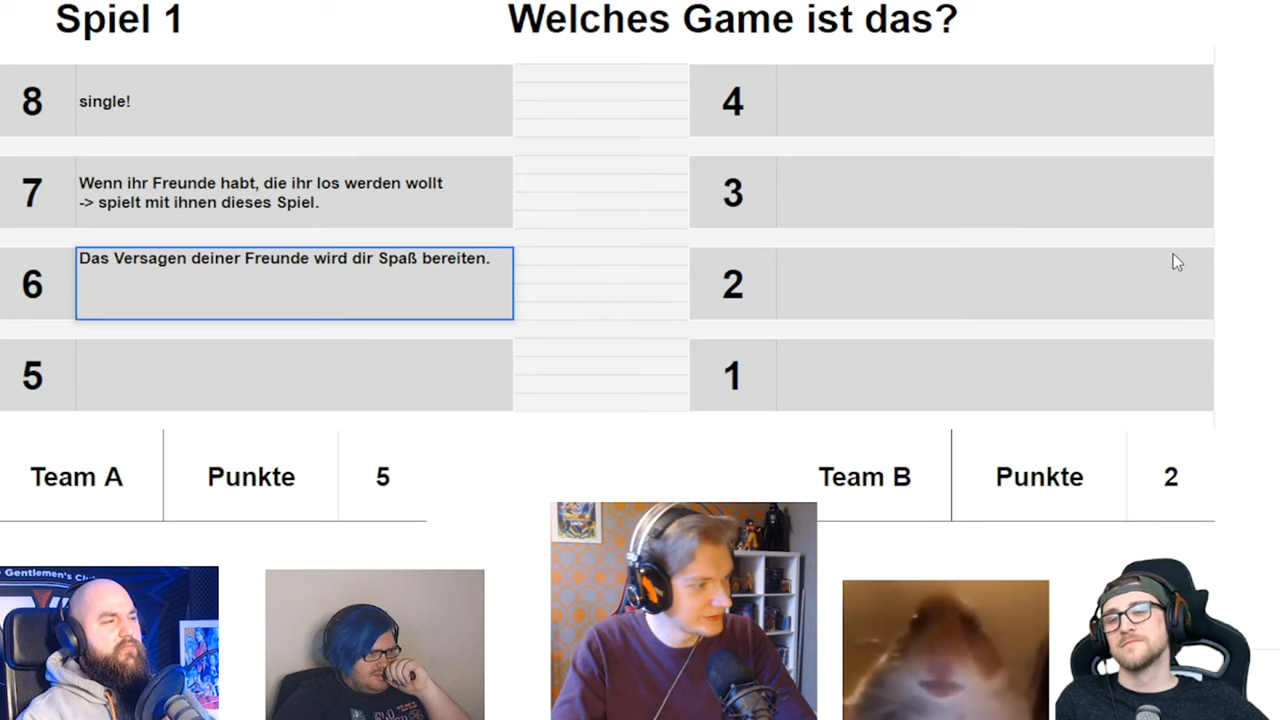 Spiel 1
Welches Game ist das?
8
single!
4
7
Wenn ihr Freunde habt, die ihr los werden wollt
-> spielt mit ihnen dieses Spiel.
3
6
Das Versagen deiner Freunde wird dir Spaß bereiten.
2
5
1
Team A
Punkte
5
Team B
Punkte
2
Gentlemen's